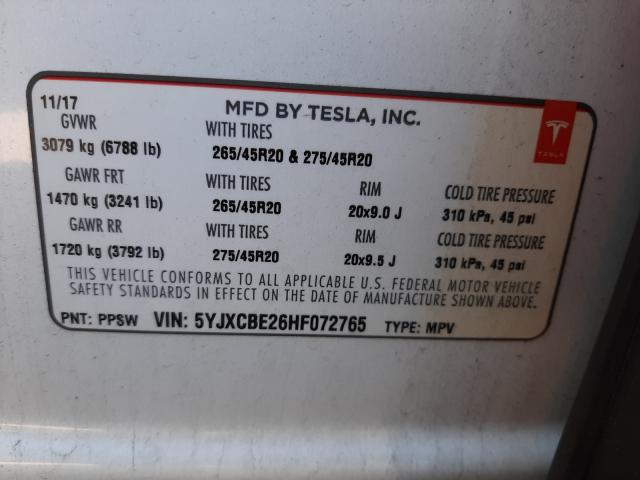 11/17 MFD BY TESLA, INC.
GVWR WITH TIRES
3079 kg (6788 lb) 265/45R20 & 275/45R20
TESLA
GAWR FRT WITH TIRES RIM COLD TIRE PRESSURE
1470 kg (3241 lb) 265/45R20 20x9.0 J 310 kPa, 45 psi
GAWR RR WITH TIRES RIM COLD TIRE PRESSURE
1720 kg (3792 lb) 275/45R20 20x9.5 J 310 kPa, 45 psi
THIS VEHICLE CONFORMS TO ALL APPLICABLE U.S. FEDERAL MOTOR VEHICLE
SAFETY STANDARDS IN EFFECT ON THE DATE OF MANUFACTURE SHOWN ABOVE.
PNT: PPSW VIN: 5YJXCBE26HF072765 TYPE: MPV